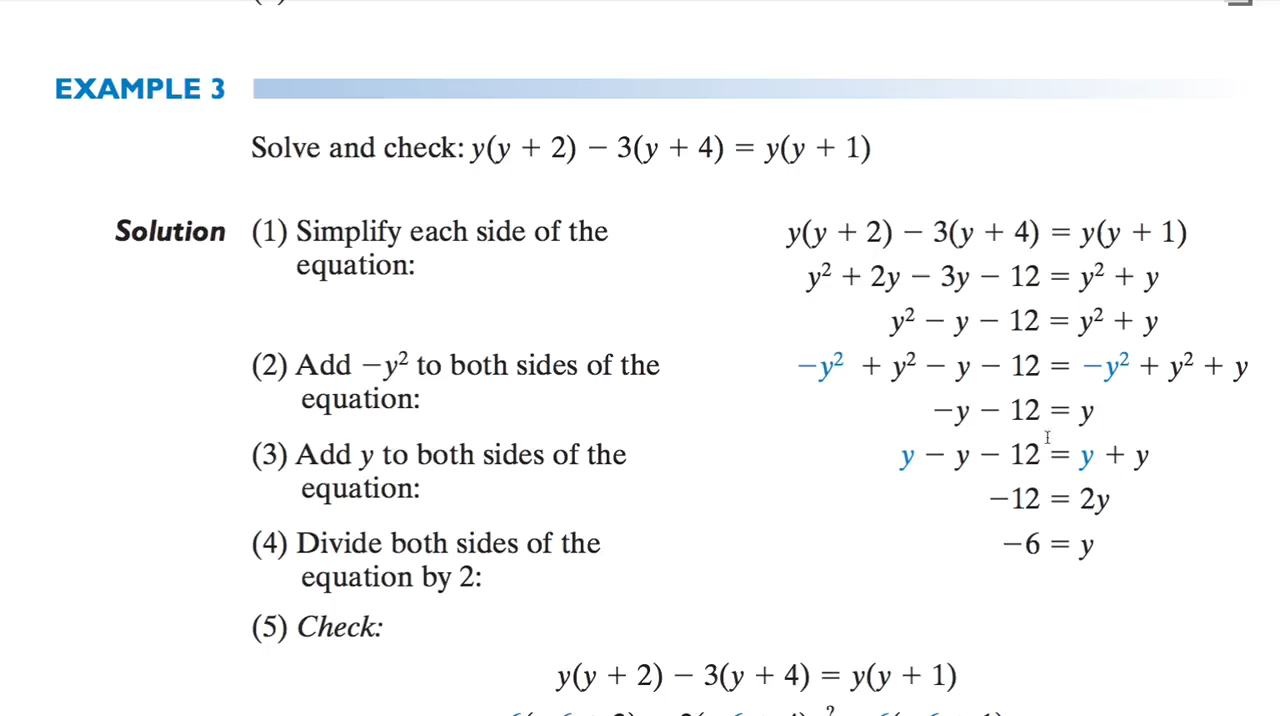 EXAMPLE 3
Solve and check: y(y + 2) − 3(y + 4) = y(y + 1)
Solution (1) Simplify each side of the y(y + 2) − 3(y + 4) = y(y + 1)
equation: y² + 2y − 3y − 12 = y² + y
y² − y − 12 = y² + y
(2) Add −y² to both sides of the −y² + y² − y − 12 = −y² + y² + y
equation: −y − 12 = y
(3) Add y to both sides of the y − y − 12 = y + y
equation: −12 = 2y
(4) Divide both sides of the −6 = y
equation by 2:
(5) Check:
y(y + 2) − 3(y + 4) = y(y + 1)